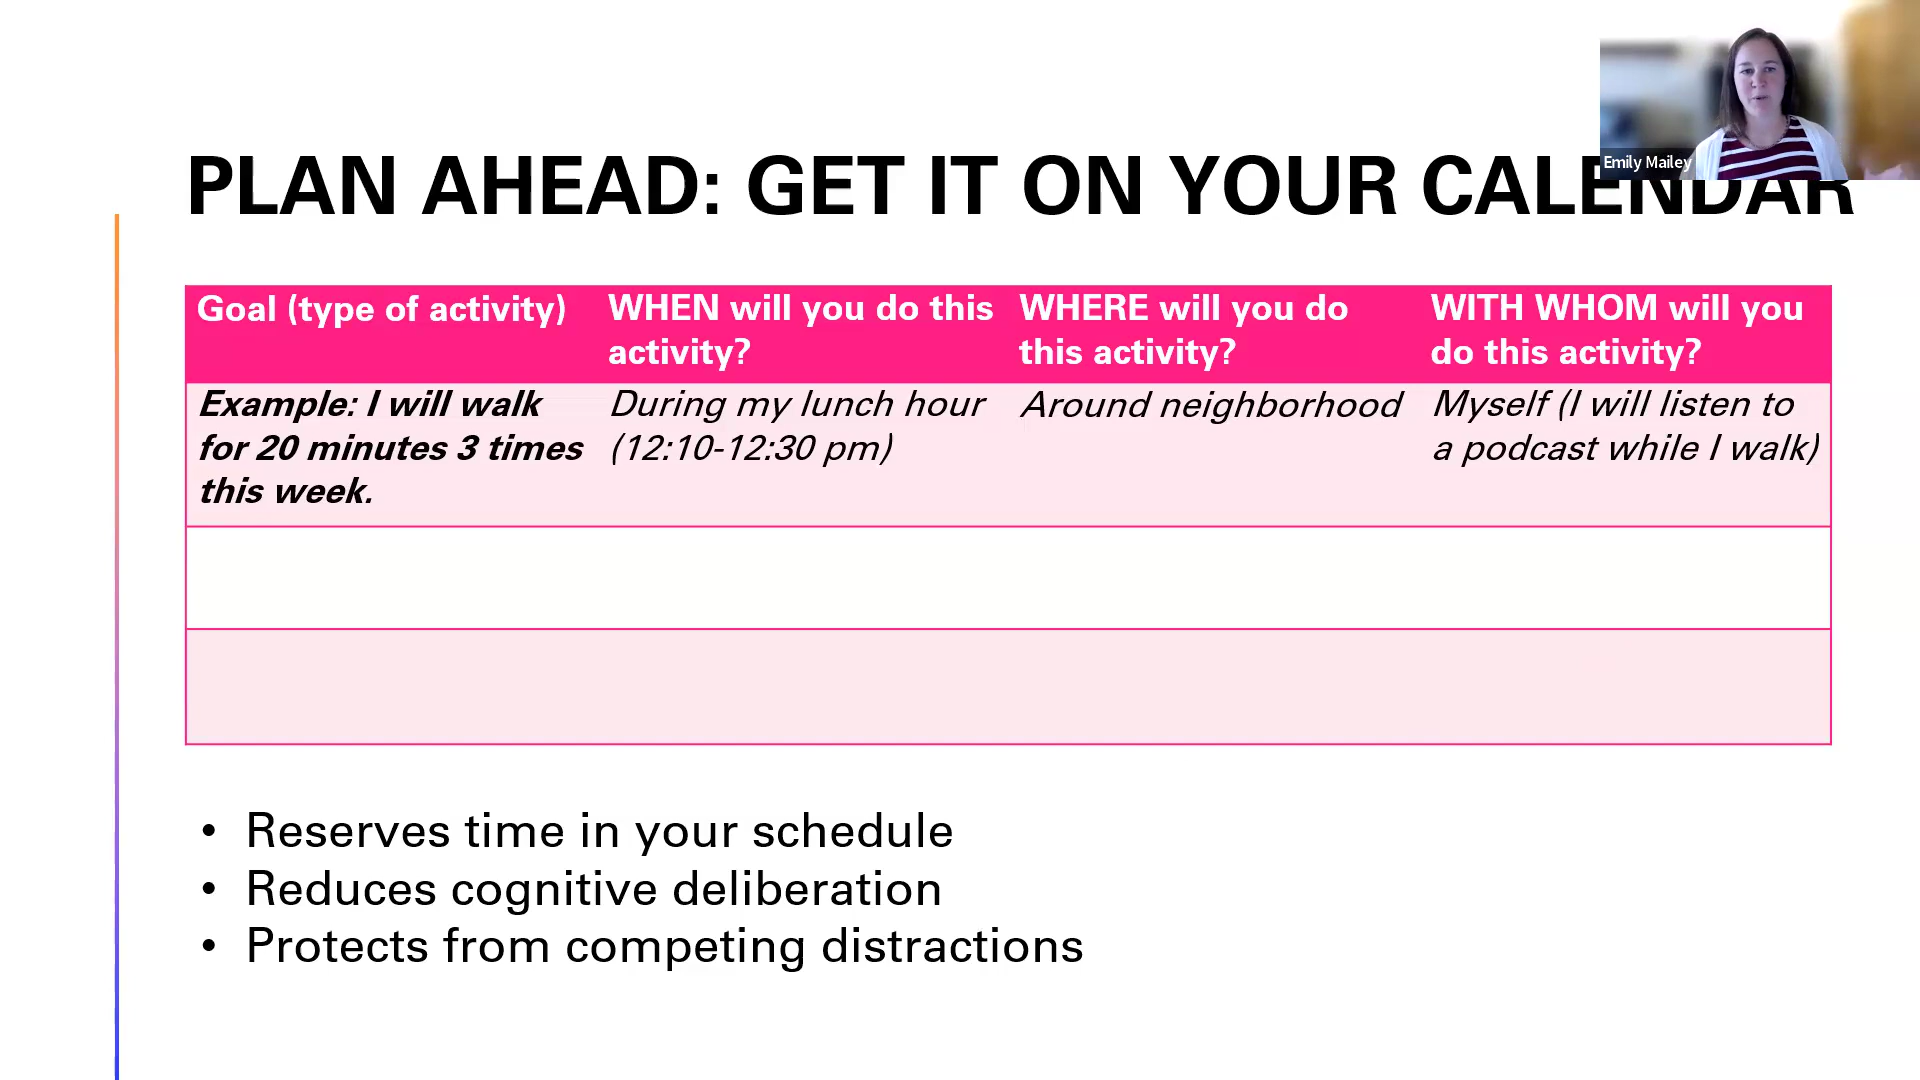 Emily Mailey
PLAN AHEAD: GET IT ON YOUR CALENDAR
Goal (type of activity)
WHEN will you do this
activity?
WHERE will you do
this activity?
WITH WHOM will you
do this activity?
Example: I will walk
for 20 minutes 3 times
this week.
During my lunch hour
(12:10-12:30 pm)
Around neighborhood
Myself (I will listen to
a podcast while I walk)
• Reserves time in your schedule
• Reduces cognitive deliberation
• Protects from competing distractions